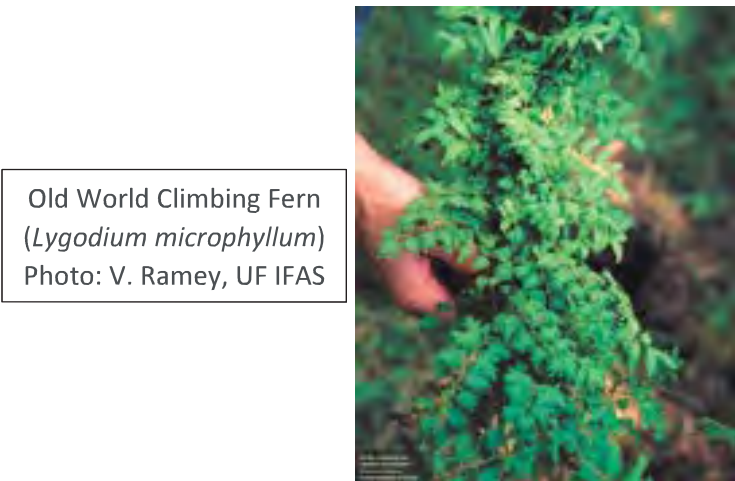 Old World Climbing Fern
(Lygodium microphyllum)
Photo: V. Ramey, UF IFAS